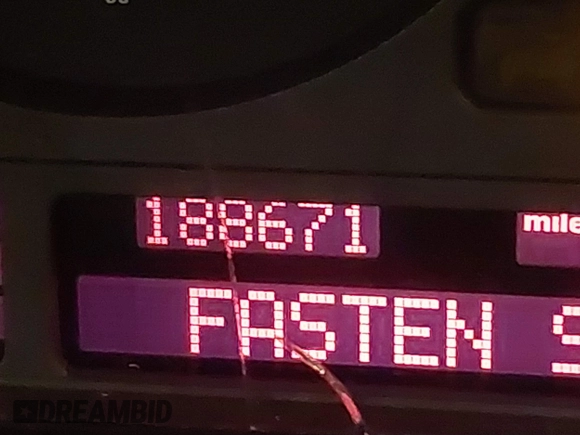 188671
mile
FASTEN S
DREAMBID